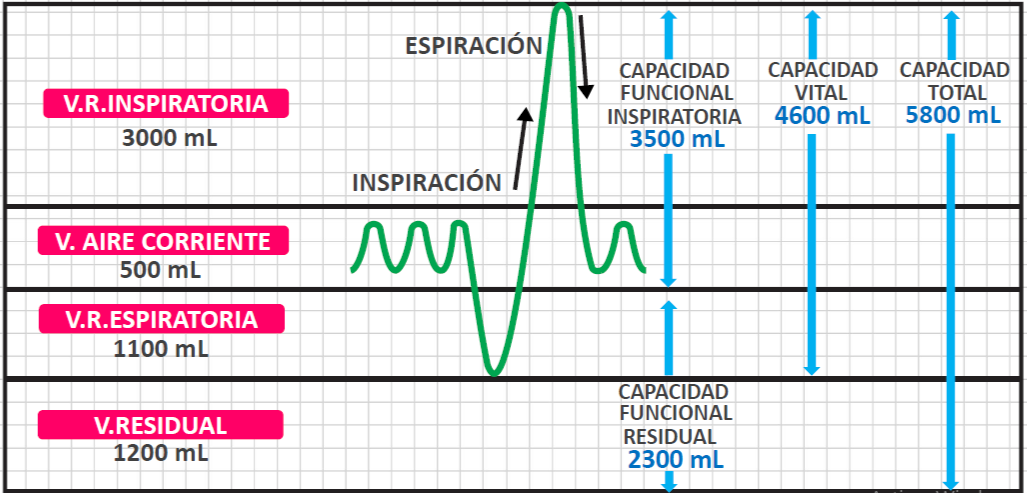 V.R.INSPIRATORIA
3000 mL
ESPIRACIÓN
INSPIRACIÓN
CAPACIDAD
FUNCIONAL
INSPIRATORIA
3500 mL
CAPACIDAD
VITAL
4600 mL
CAPACIDAD
TOTAL
5800 mL
V. AIRE CORRIENTE
500 mL
V.R.ESPIRATORIA
1100 mL
V.RESIDUAL
1200 mL
CAPACIDAD
FUNCIONAL
RESIDUAL
2300 mL